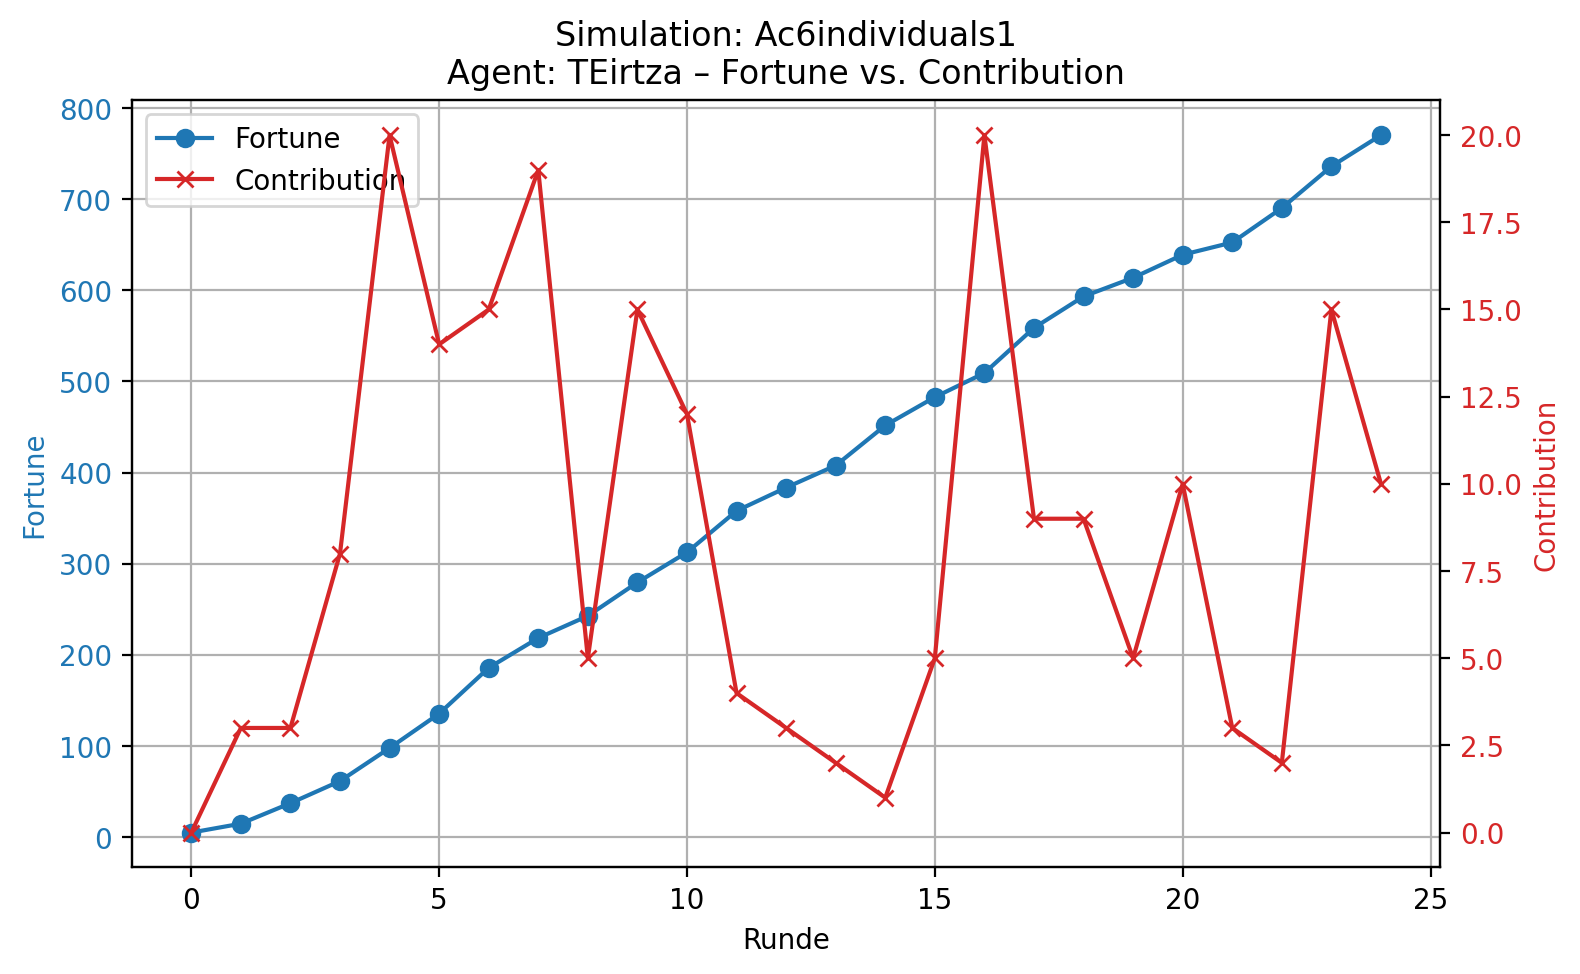 Simulation: Ac6individuals1
Agent: TEirtza – Fortune vs. Contribution
Fortune
Contribution
800
700
600
500
400
300
200
100
0
Fortune
20.0
17.5
15.0
12.5
10.0
7.5
5.0
2.5
0.0
Contribution
0 5 10 15 20 25
Runde